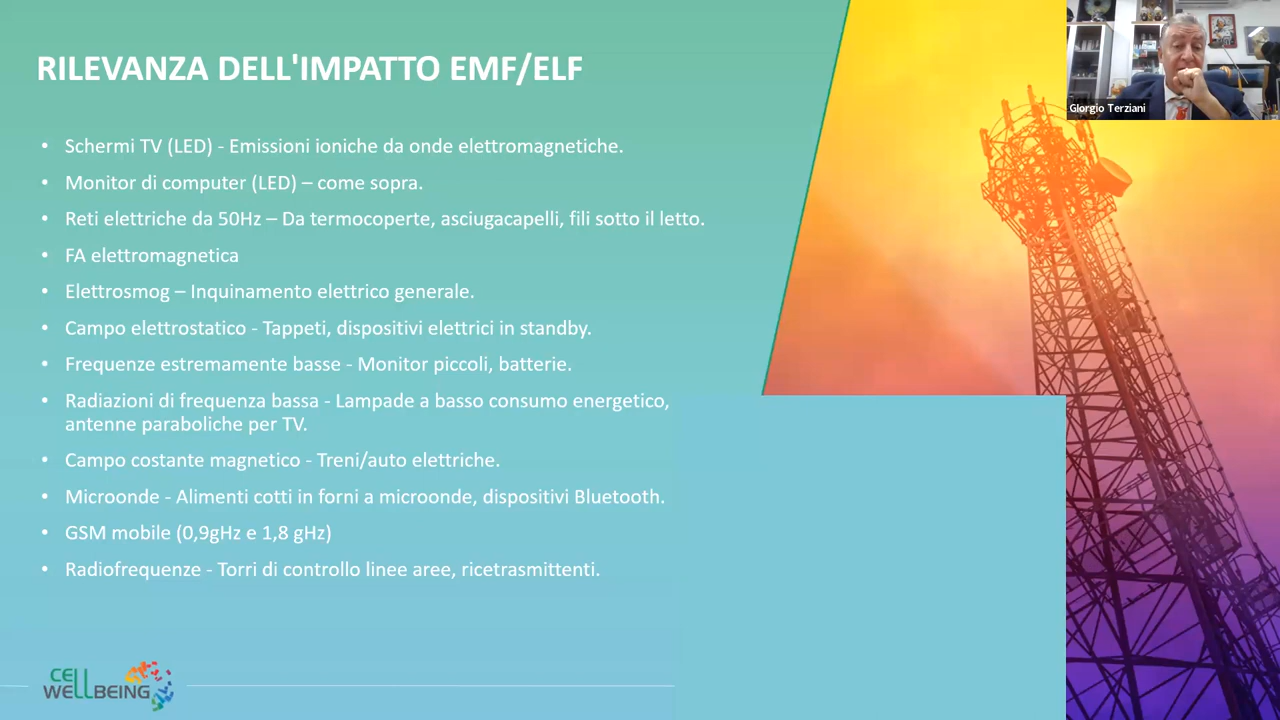 RILEVANZA DELL'IMPATTO EMF/ELF
GIorgio Terziani
• Schermi TV (LED) - Emissioni ioniche da onde elettromagnetiche.
• Monitor di computer (LED) – come sopra.
• Reti elettriche da 50Hz – Da termocoperte, asciugacapelli, fili sotto il letto.
• FA elettromagnetica
• Elettrosmog – Inquinamento elettrico generale.
• Campo elettrostatico - Tappeti, dispositivi elettrici in standby.
• Frequenze estremamente basse - Monitor piccoli, batterie.
• Radiazioni di frequenza bassa - Lampade a basso consumo energetico,
antenne paraboliche per TV.
• Campo costante magnetico - Treni/auto elettriche.
• Microonde - Alimenti cotti in forni a microonde, dispositivi Bluetooth.
• GSM mobile (0,9gHz e 1,8 gHz)
• Radiofrequenze - Torri di controllo linee aree, ricetrasmittenti.
CELL
WELLBEING